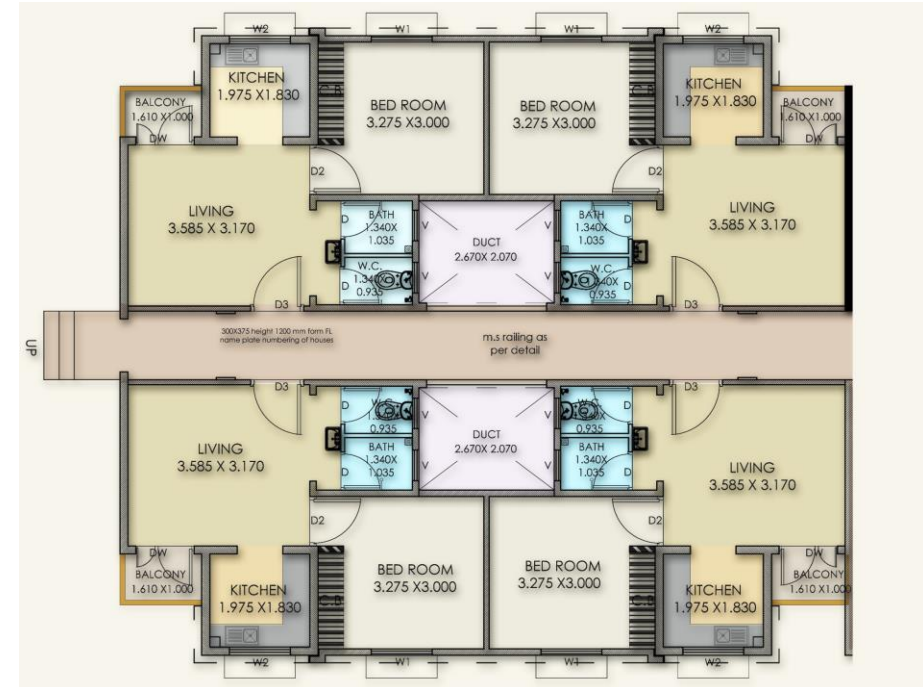 W2
W1
W1
W2
KITCHEN
1.975 X1.830
C.B
BED ROOM
3.275 X3.000
BED ROOM
3.275 X3.000
C.B
KITCHEN
1.975 X1.830
BALCONY
1.610 X1.000
DW
BALCONY
1.610 X1.000
DW
D2
D2
LIVING
3.585 X 3.170
D
BATH
1.340X
1.035
V
DUCT
2.670X 2.070
V
BATH
1.340X
1.035
D
LIVING
3.585 X 3.170
D
W.C.
1.340X
0.935
V
V
W.C.
1.340X
0.935
D
D3
D3
UP
300X375 height 1200 mm form FL
name plate numbering of houses
m.s railing as
per detail
D3
D3
D
W.C.
0.935
V
V
W.C.
0.935
D
LIVING
3.585 X 3.170
D
BATH
1.340X
1.035
V
DUCT
2.670X 2.070
V
BATH
1.340X
1.035
D
LIVING
3.585 X 3.170
D2
D2
DW
BALCONY
1.610 X1.000
DW
BALCONY
1.610 X1.000
KITCHEN
1.975 X1.830
C.B
BED ROOM
3.275 X3.000
BED ROOM
3.275 X3.000
C.B
KITCHEN
1.975 X1.830
W2
W1
W1
W2